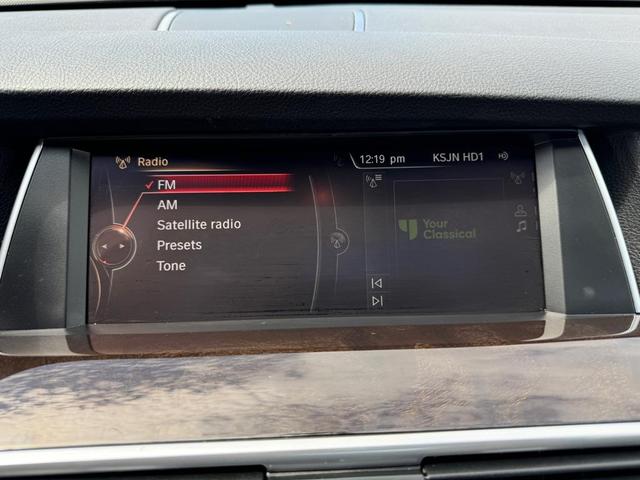 Radio
12:19 pm
KSJN HD1
FM
AM
Satellite radio
Presets
Tone
Your
Classical